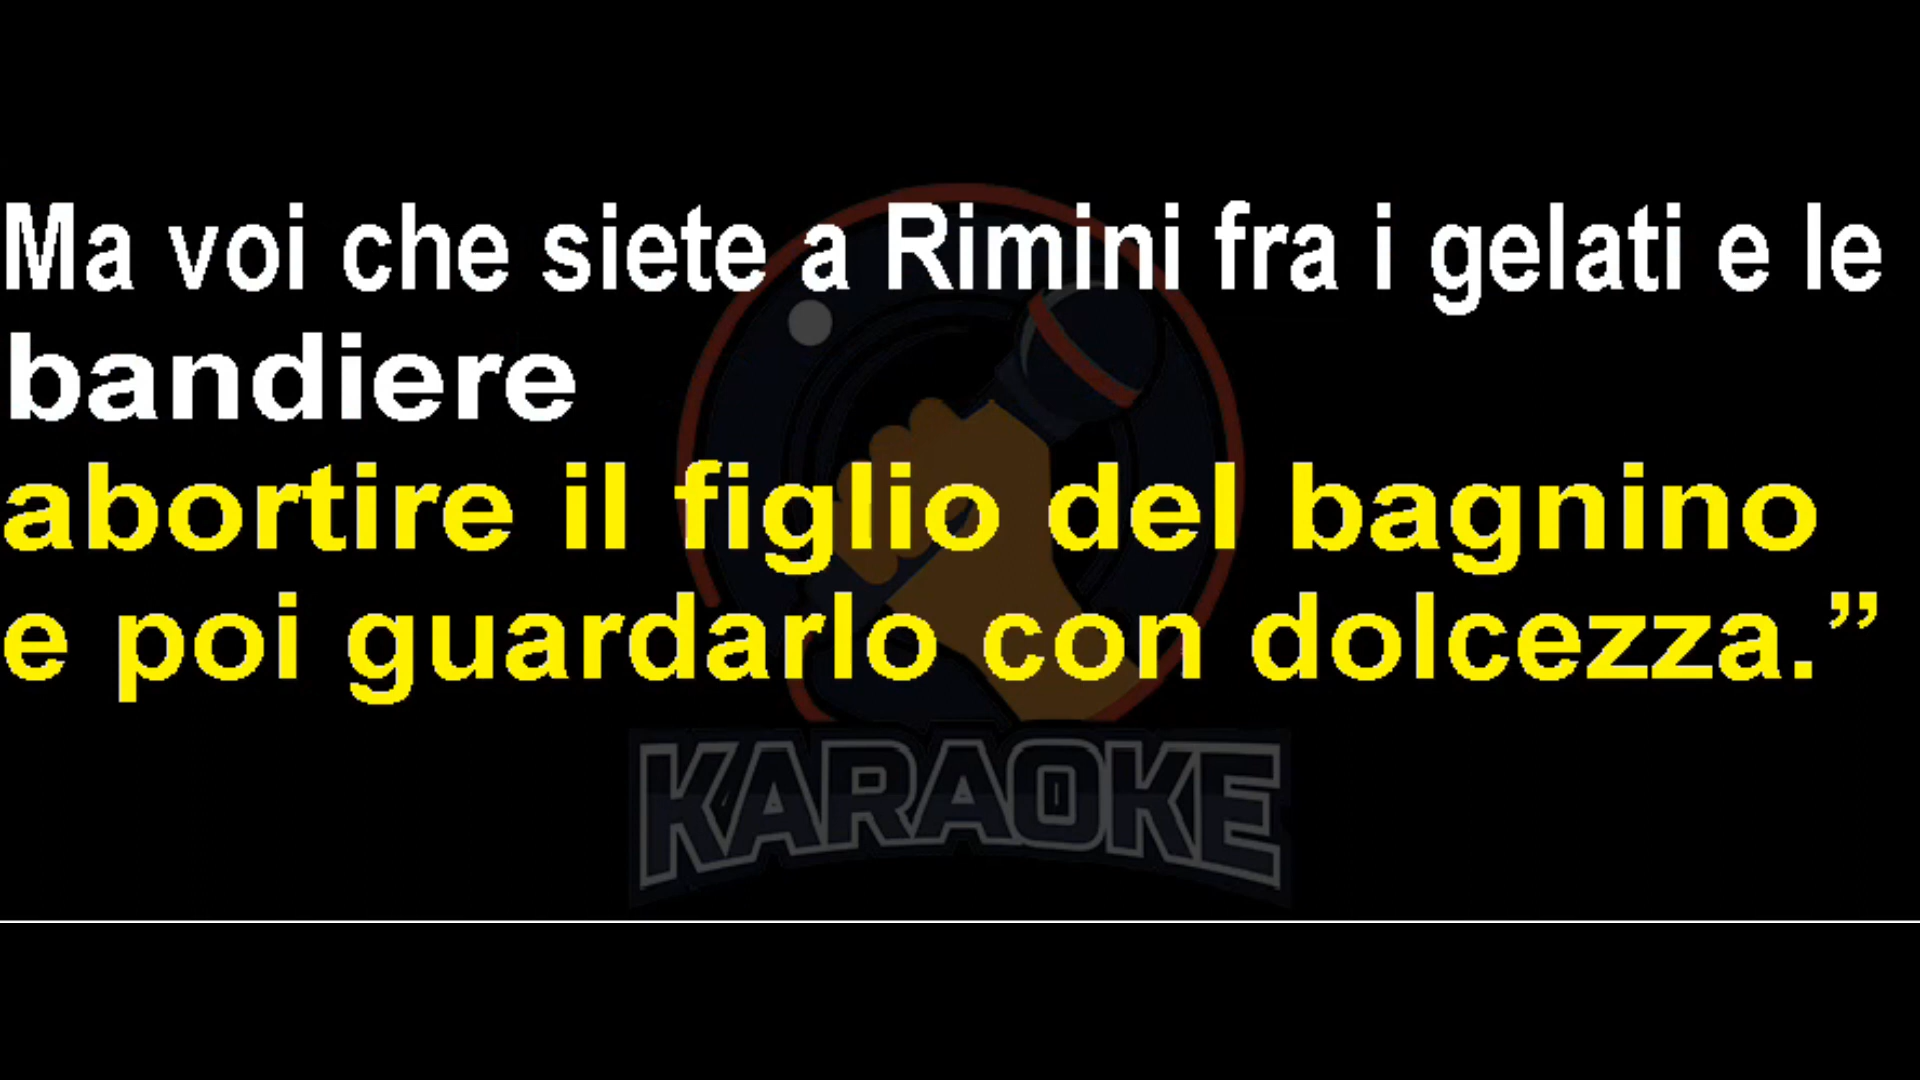 Ma voi che siete a Rimini fra i gelati e le
bandiere
abortire il figlio del bagnino
e poi guardarlo con dolcezza.”
KARAOKE